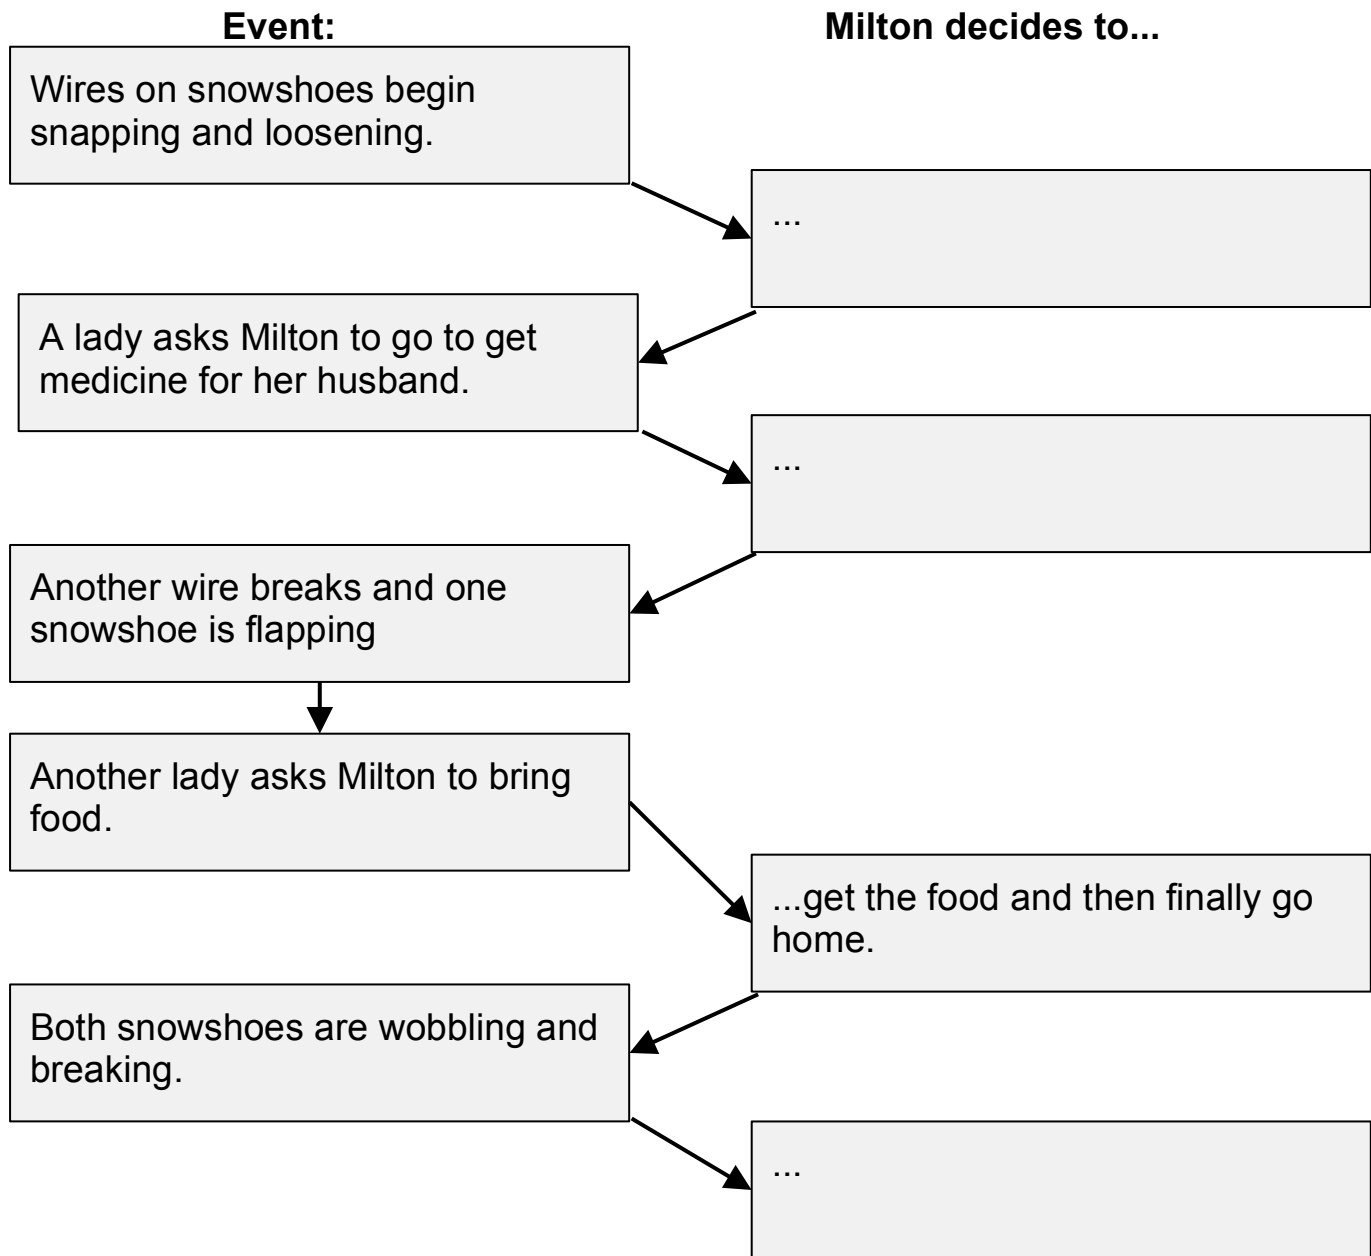 Event:
Milton decides to...
Wires on snowshoes begin
snapping and loosening.
...
A lady asks Milton to go to get
medicine for her husband.
...
Another wire breaks and one
snowshoe is flapping
Another lady asks Milton to bring
food.
...get the food and then finally go
home.
Both snowshoes are wobbling and
breaking.
...